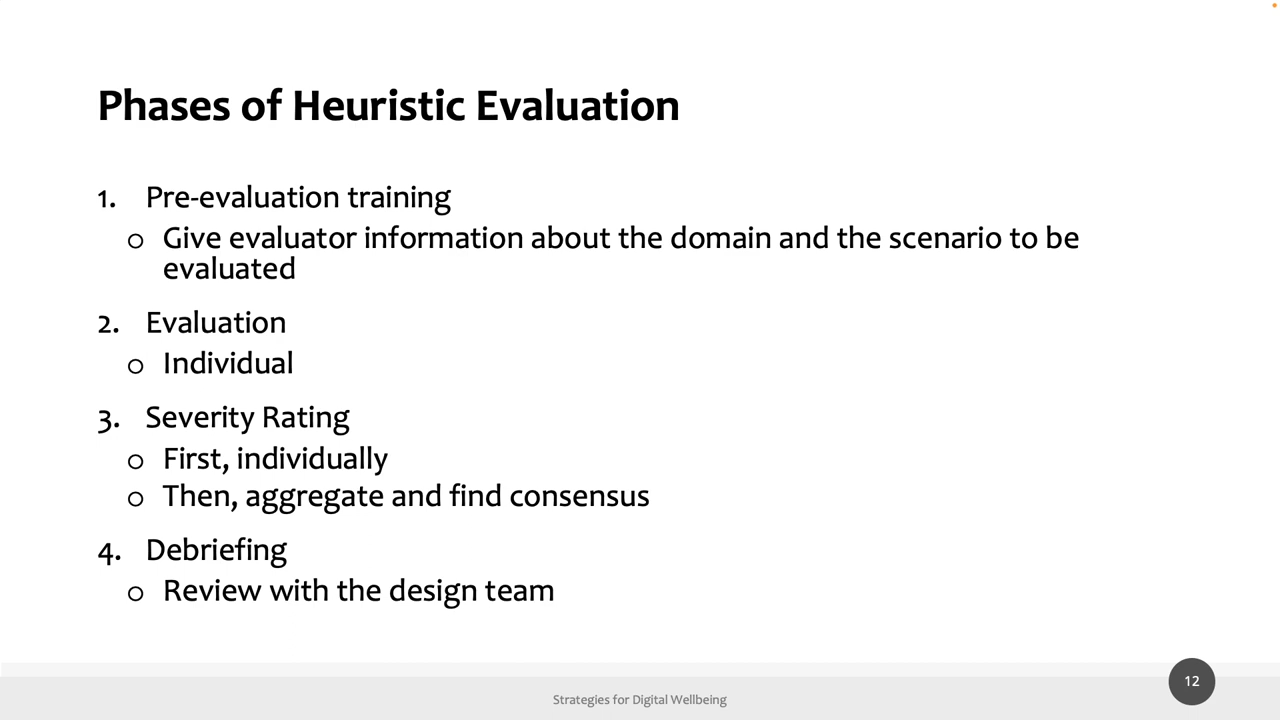 Phases of Heuristic Evaluation
1. Pre-evaluation training
o Give evaluator information about the domain and the scenario to be
evaluated
2. Evaluation
o Individual
3. Severity Rating
o First, individually
o Then, aggregate and find consensus
4. Debriefing
o Review with the design team
12
Strategies for Digital Wellbeing